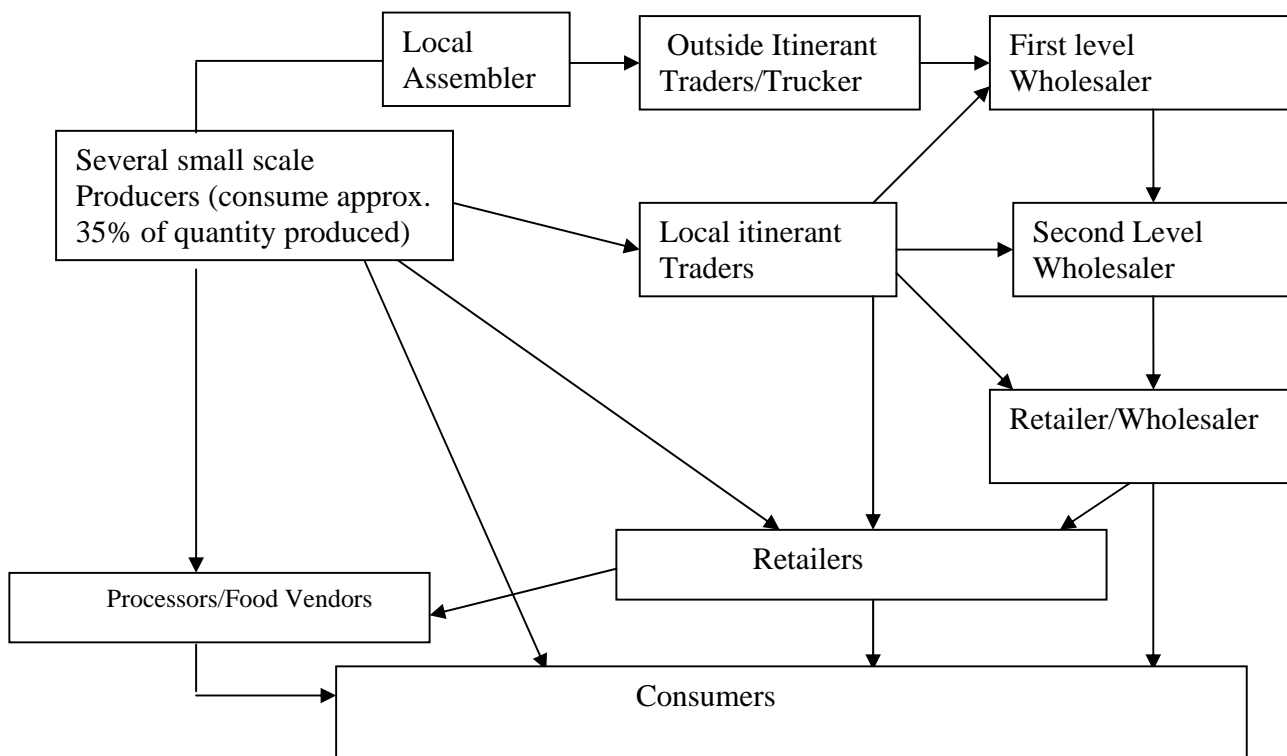 Local
Assembler
Outside Itinerant
Traders/Trucker
First level
Wholesaler
Several small scale
Producers (consume approx.
35% of quantity produced)
Local itinerant
Traders
Second Level
Wholesaler
Retailer/Wholesaler
Retailers
Processors/Food Vendors
Consumers